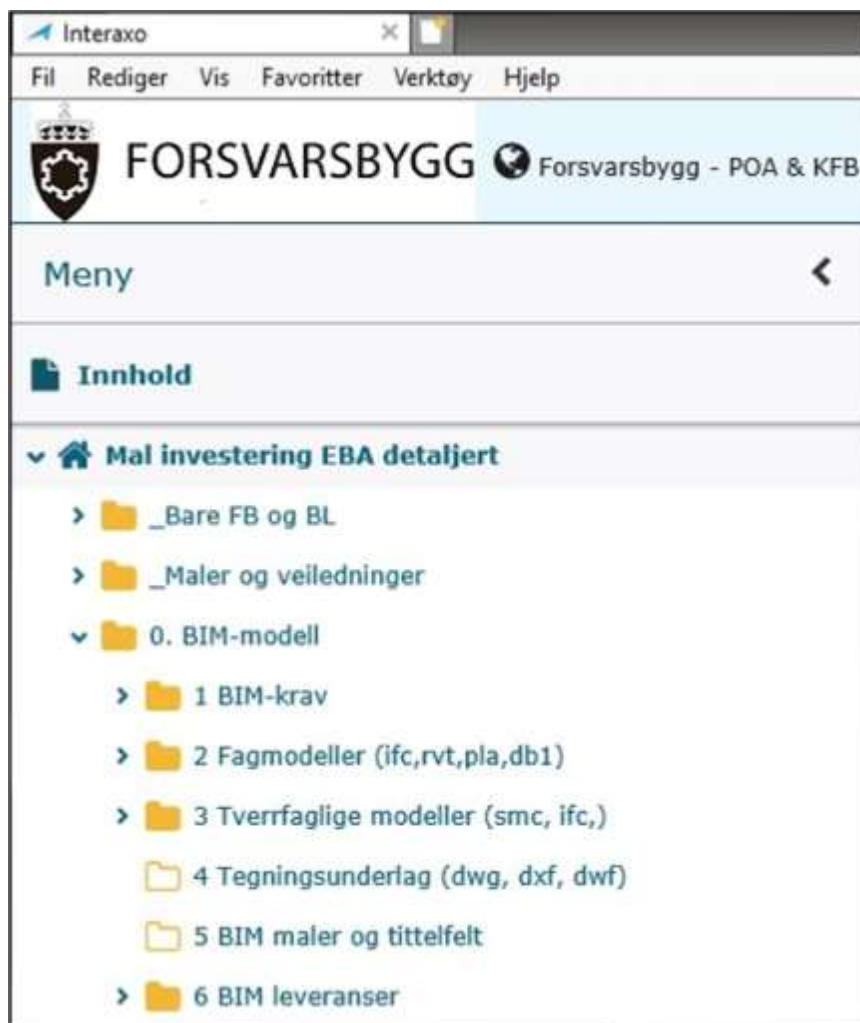 Interaxo
Fil Rediger Vis Favoritter Verktøy Hjelp
FORSVARSBYGG Forsvarsbygg - POA & KFB
Meny
Innhold
Mal investering EBA detaljert
_Bare FB og BL
_Maler og veiledninger
0. BIM-modell
1 BIM-krav
2 Fagmodeller (ifc,rvt,pla,db1)
3 Tverrfaglige modeller (smc, ifc,)
4 Tegningsunderlag (dwg, dxf, dwf)
5 BIM maler og tittelfelt
6 BIM leveranser